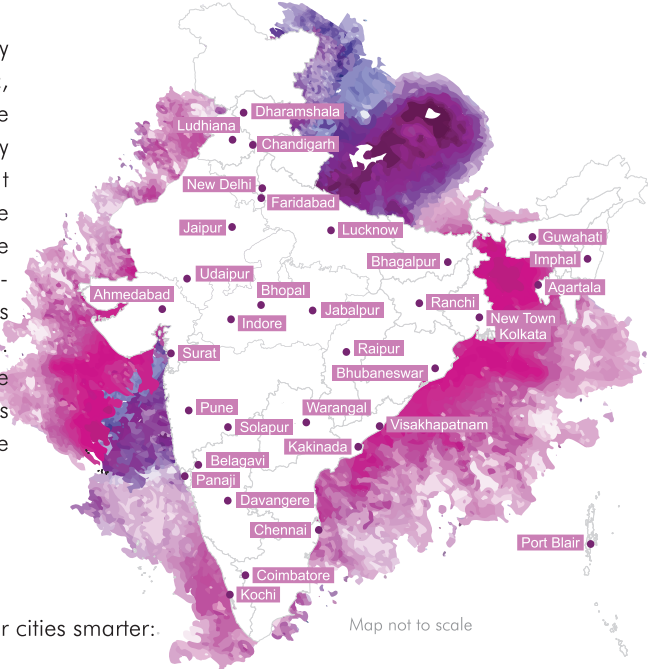 Dharamshala
Ludhiana
Chandigarh
New Delhi
Faridabad
Jaipur
Lucknow
Guwahati
Bhagalpur
Imphal
Udaipur
Agartala
Ahmedabad
Bhopal
Jabalpur
Ranchi
Indore
New Town
Kolkata
Surat
Raipur
Bhubaneswar
Pune
Warangal
Solapur
Visakhapatnam
Kakinada
Belagavi
Panaji
Davangere
Chennai
Port Blair
Coimbatore
Kochi
r cities smarter:
Map not to scale